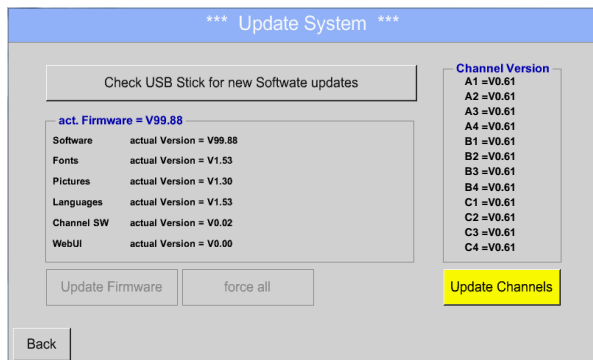 *** Update System ***
Check USB Stick for new Softwate updates
act. Firmware = V99.88
Software actual Version = V99.88
Fonts actual Version = V1.53
Pictures actual Version = V1.30
Languages actual Version = V1.53
Channel SW actual Version = V0.02
WebUI actual Version = V0.00
Update Firmware
force all
Channel Version
A1 =V0.61
A2 =V0.61
A3 =V0.61
A4 =V0.61
B1 =V0.61
B2 =V0.61
B3 =V0.61
B4 =V0.61
C1 =V0.61
C2 =V0.61
C3 =V0.61
C4 =V0.61
Update Channels
Back